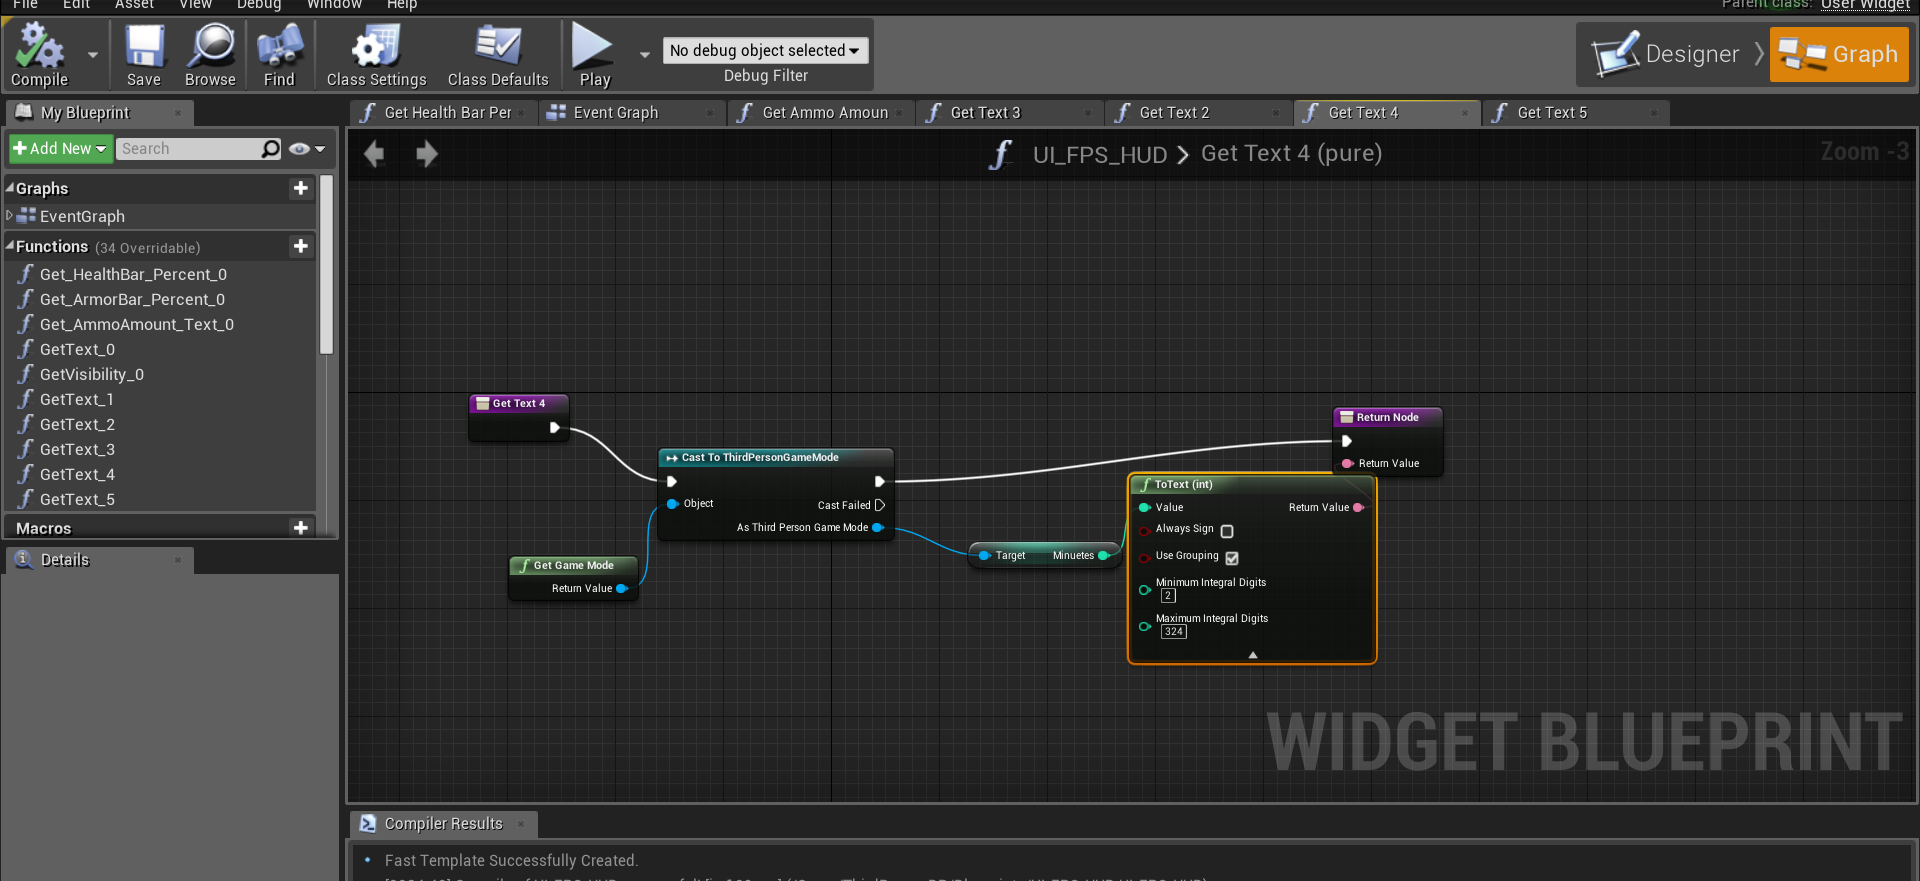 File Edit Asset View Debug Window Help
Parent class: User Widget
Compile Save Browse Find Class Settings Class Defaults Play
No debug object selected
Debug Filter
Designer Graph
My Blueprint
Get Health Bar Per Event Graph Get Ammo Amoun Get Text 3 Get Text 2 Get Text 4 Get Text 5
Add New Search
UI_FPS_HUD > Get Text 4 (pure)
Zoom -3
Graphs
EventGraph
Functions (34 Overridable)
Get_HealthBar_Percent_0
Get_ArmorBar_Percent_0
Get_AmmoAmount_Text_0
GetText_0
GetVisibility_0
GetText_1
GetText_2
GetText_3
GetText_4
GetText_5
Macros
Details
Get Text 4
Cast To ThirdPersonGameMode
Object
Cast Failed
As Third Person Game Mode
Get Game Mode
Return Value
Target Minuetes
ToText (int)
Value Return Value
Always Sign
Use Grouping
Minimum Integral Digits
2
Maximum Integral Digits
324
Return Node
Return Value
WIDGET BLUEPRINT
Compiler Results
Fast Template Successfully Created.